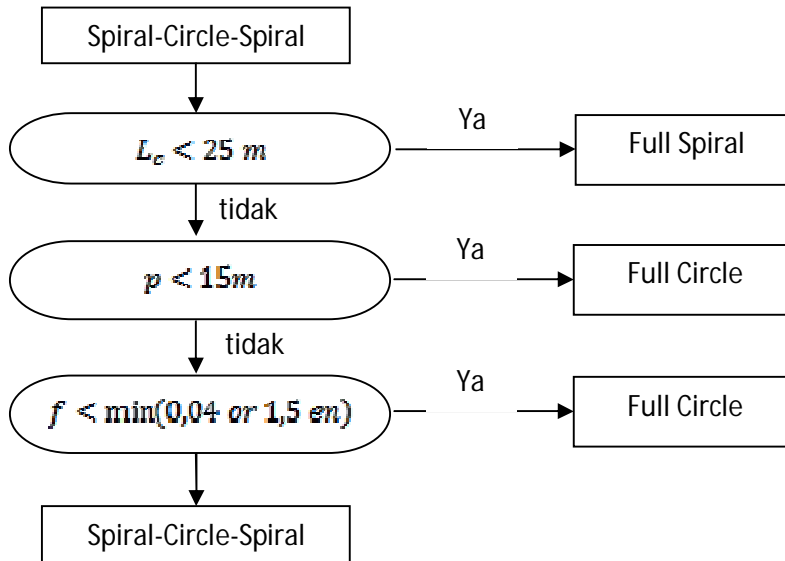 Spiral-Circle-Spiral
L_c < 25 m
Ya
Full Spiral
tidak
p < 15m
Ya
Full Circle
tidak
f < min(0,04 or 1,5 en)
Ya
Full Circle
Spiral-Circle-Spiral